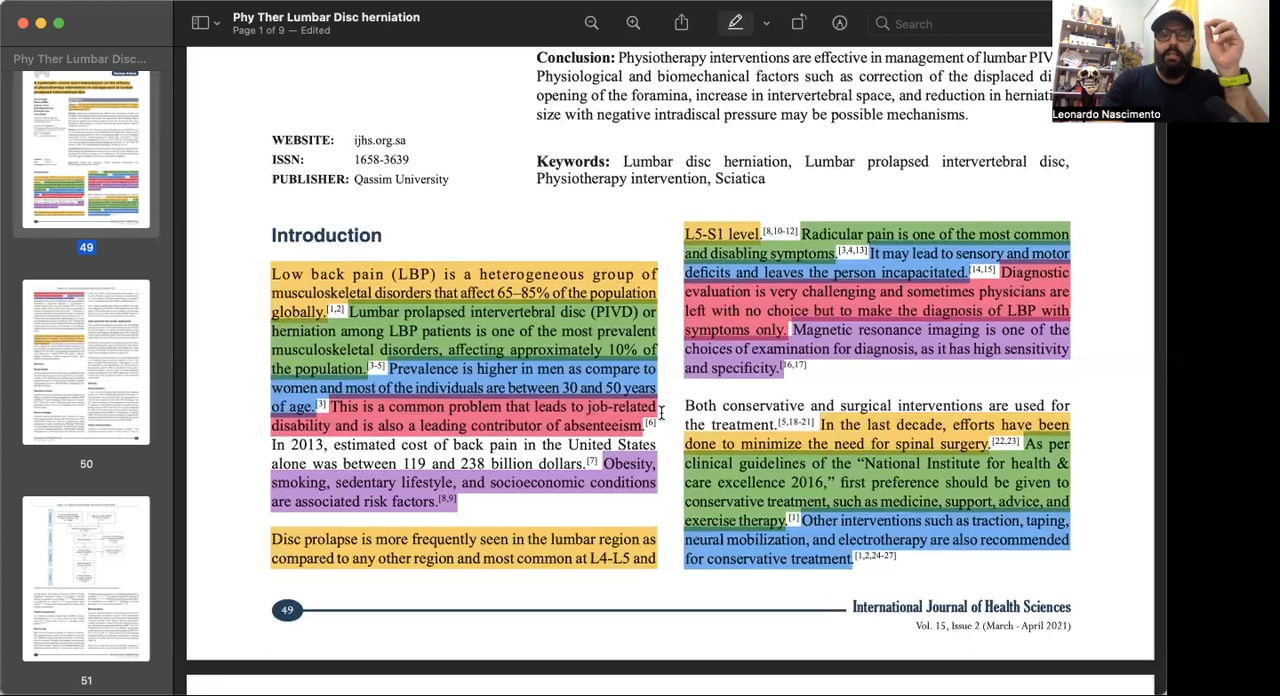 Phy Ther Lumbar Disc herniation
Page 1 of 9 — Edited
Search
Leonardo Nascimento
Phy Ther Lumbar Disc...
49
50
51
Conclusion: Physiotherapy interventions are effective in management of lumbar PIV
Physiological and biomechanical factors such as correction of the displaced di
opening of the foramina, increase intervertebral space, and reduction in herniati
size with negative intradiscal pressure may be possible mechanisms.
WEBSITE: ijhs.org.sa
ISSN: 1658-3639
PUBLISHER: Qassim University
Keywords: Lumbar disc herniation, Lumbar prolapsed intervertebral disc,
Physiotherapy intervention, Sciatica
Introduction
Low back pain (LBP) is a heterogeneous group of
musculoskeletal disorders that affect 65–85% of the population
globally.[1,2] Lumbar prolapsed intervertebral disc (PIVD) or
herniation among LBP patients is one of the most prevalent
musculoskeletal disorders, affecting approximately 10% of
the population.[3-5] Prevalence is higher in men as compare to
women and most of the individuals are between 30 and 50 years
of age.[3] This is a common problem that leads to job-related
disability and is also a leading contributor of absenteeism.[6]
In 2013, estimated cost of back pain in the United States
alone was between 119 and 238 billion dollars.[7] Obesity,
smoking, sedentary lifestyle, and socioeconomic conditions
are associated risk factors.[8,9]
Disc prolapse is more frequently seen in the lumbar region as
compared to any other region and most common at L4-L5 and
L5-S1 level.[8,10-12] Radicular pain is one of the most common
and disabling symptoms.[3,4,13] It may lead to sensory and motor
deficits and leaves the person incapacitated.[14,15] Diagnostic
evaluation may be challenging and sometimes physicians are
left with no choice to make the diagnosis of LBP with
symptoms only. Magnetic resonance imaging is one of the
choice examinations for diagnosis, and has high sensitivity
and specificity.[16,17]
Both conservative and surgical interventions are used for
the treatment.[5,18-21] In the last decade, efforts have been
done to minimize the need for spinal surgery.[22,23] As per
clinical guidelines of the “National Institute for health &
care excellence 2016,” first preference should be given to
conservative treatment, such as medicine, support, advice, and
exercise therapy.[1] Other interventions such as traction, taping,
neural mobilization, and electrotherapy are also recommended
for conservative treatment.[1,2,24-27]
49
International Journal of Health Sciences
Vol. 15, Issue 2 (March - April 2021)